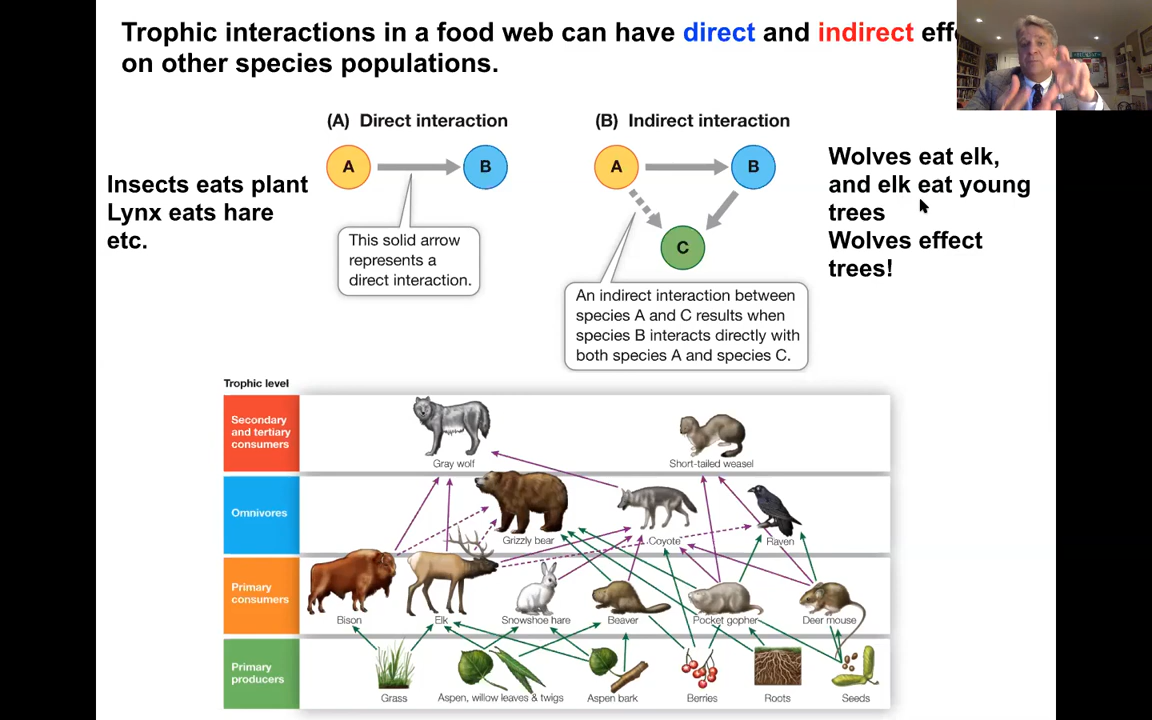 Trophic interactions in a food web can have direct and indirect
on other species populations.
(A) Direct interaction
(B) Indirect interaction
A
B
A
B
C
Insects eats plant
Lynx eats hare
etc.
This solid arrow
represents a
direct interaction.
An indirect interaction between
species A and C results when
species B interacts directly with
both species A and species C.
Wolves eat elk,
and elk eat young
trees
Wolves effect
trees!
Trophic level
Secondary
and tertiary
consumers
Gray wolf
Short-tailed weasel
Omnivores
Grizzly bear
Coyote
Raven
Primary
consumers
Bison
Elk
Snowshoe hare
Beaver
Pocket gopher
Deer mouse
Primary
producers
Grass
Aspen, willow leaves & twigs
Aspen bark
Berries
Roots
Seeds